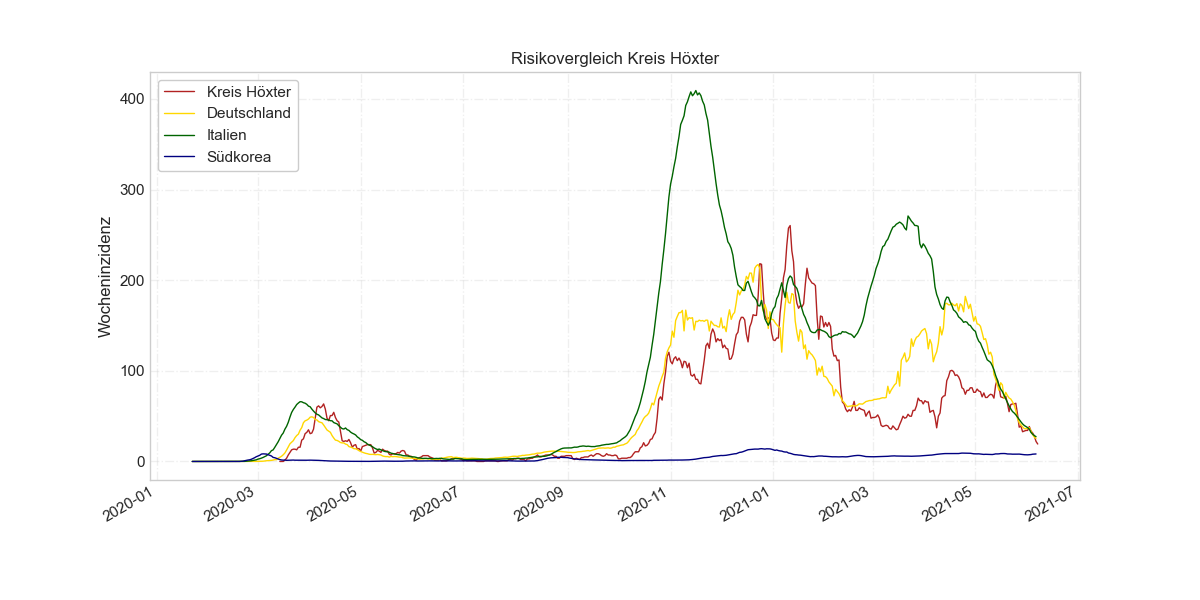 Risikovergleich Kreis Höxter
Kreis Höxter
Deutschland
Italien
Südkorea
Wocheninzidenz
400
300
200
100
0
2020-01
2020-03
2020-05
2020-07
2020-09
2020-11
2021-01
2021-03
2021-05
2021-07